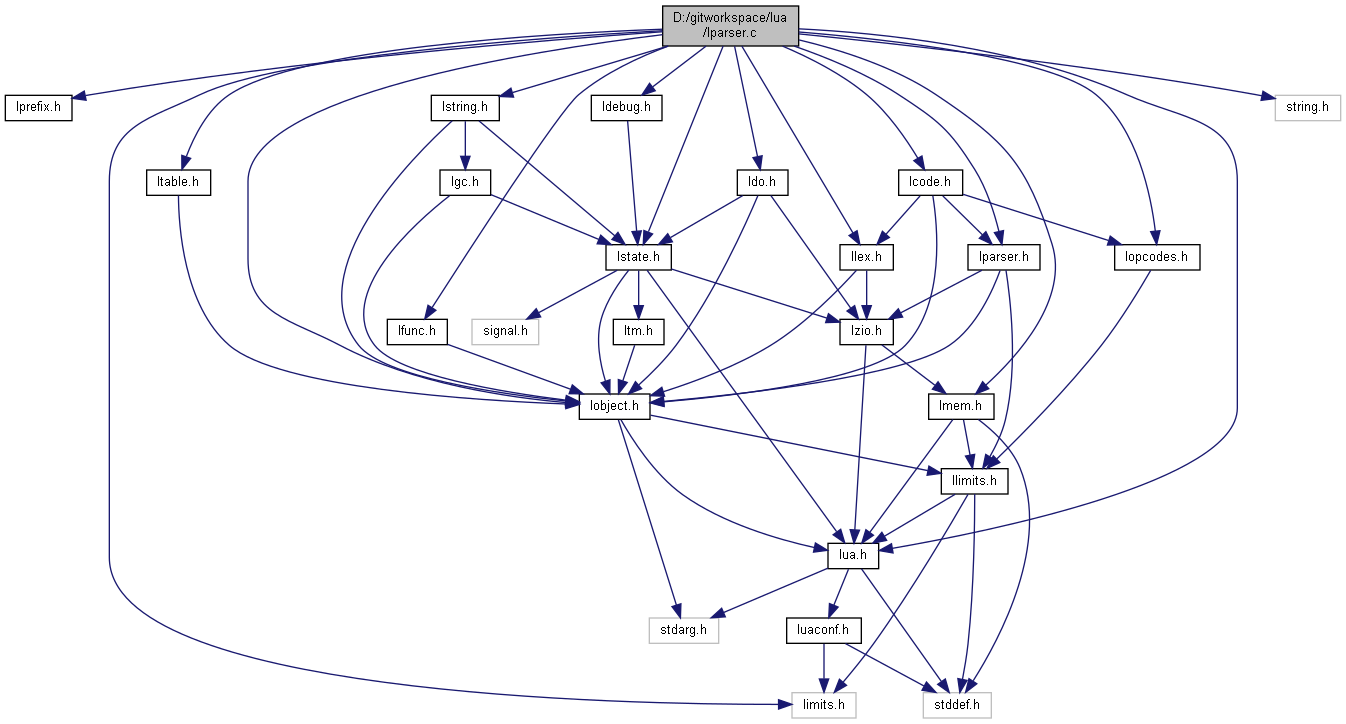 D:/gitworkspace/lua
/lparser.c
lprefix.h
lstring.h
ldebug.h
string.h
ltable.h
lgc.h
ldo.h
lcode.h
lstate.h
llex.h
lparser.h
lopcodes.h
lfunc.h
signal.h
ltm.h
lzio.h
lobject.h
lmem.h
llimits.h
lua.h
stdarg.h
luaconf.h
limits.h
stddef.h